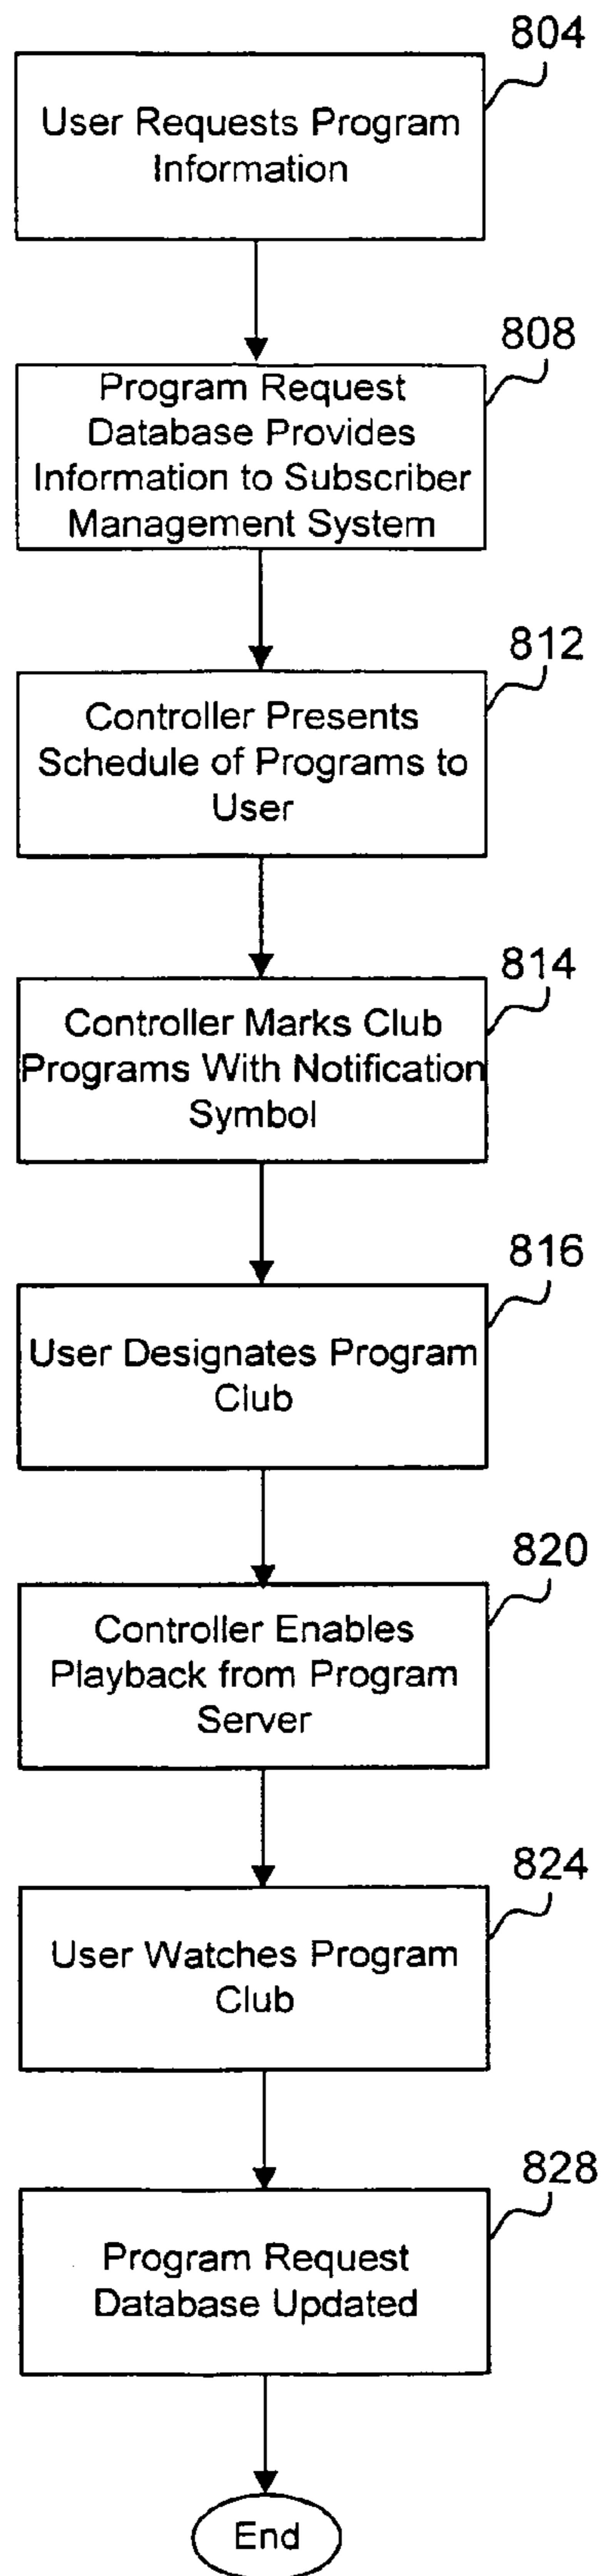 804
User Requests Program
Information
808
Program Request
Database Provides
Information to Subscriber
Management System
812
Controller Presents
Schedule of Programs to
User
814
Controller Marks Club
Programs With Notification
Symbol
816
User Designates Program
Club
820
Controller Enables
Playback from Program
Server
824
User Watches Program
Club
828
Program Request
Database Updated
End